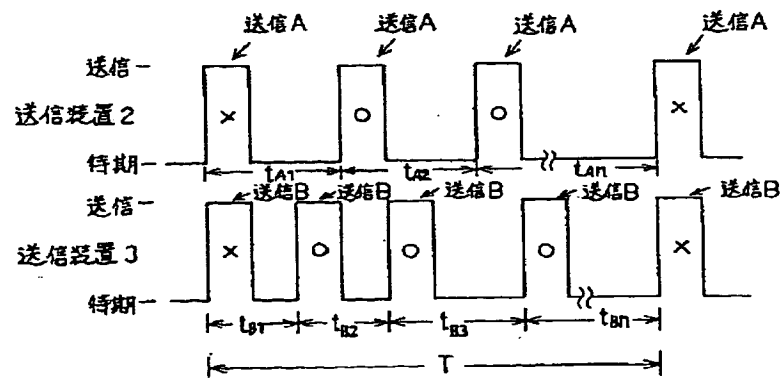 送信A 送信A 送信A 送信A
送信
送信装置2
× ○ ○ ×
待期
tA1 tA2 tAn
送信B 送信B 送信B 送信B 送信B
送信
送信装置3
× ○ ○ ○ ×
待期
tB1 tB2 tB3 tBn
T